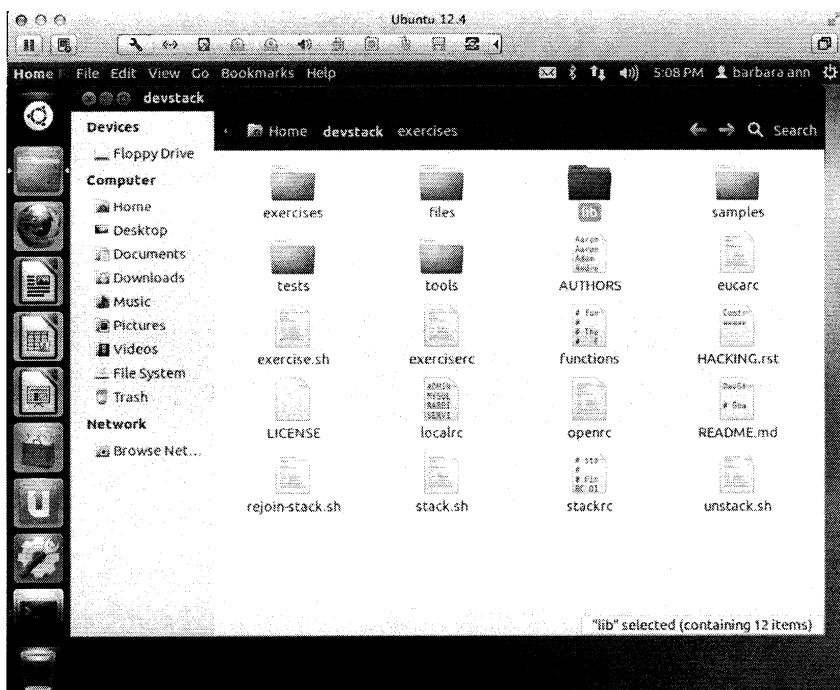 Ubuntu 12.4
Home File Edit View Go Bookmarks Help 5:08 PM barbara ann
devstack
Devices
Floppy Drive
Computer
Home
Desktop
Documents
Downloads
Music
Pictures
Videos
File System
Trash
Network
Browse Net...
Home devstack exercises Search
exercises files lib samples
tests tools AUTHORS eucarc
exercise.sh exerciserc functions HACKING.rst
LICENSE localrc openrc README.md
rejoin-stack.sh stack.sh stackrc unstack.sh
"lib" selected (containing 12 items)